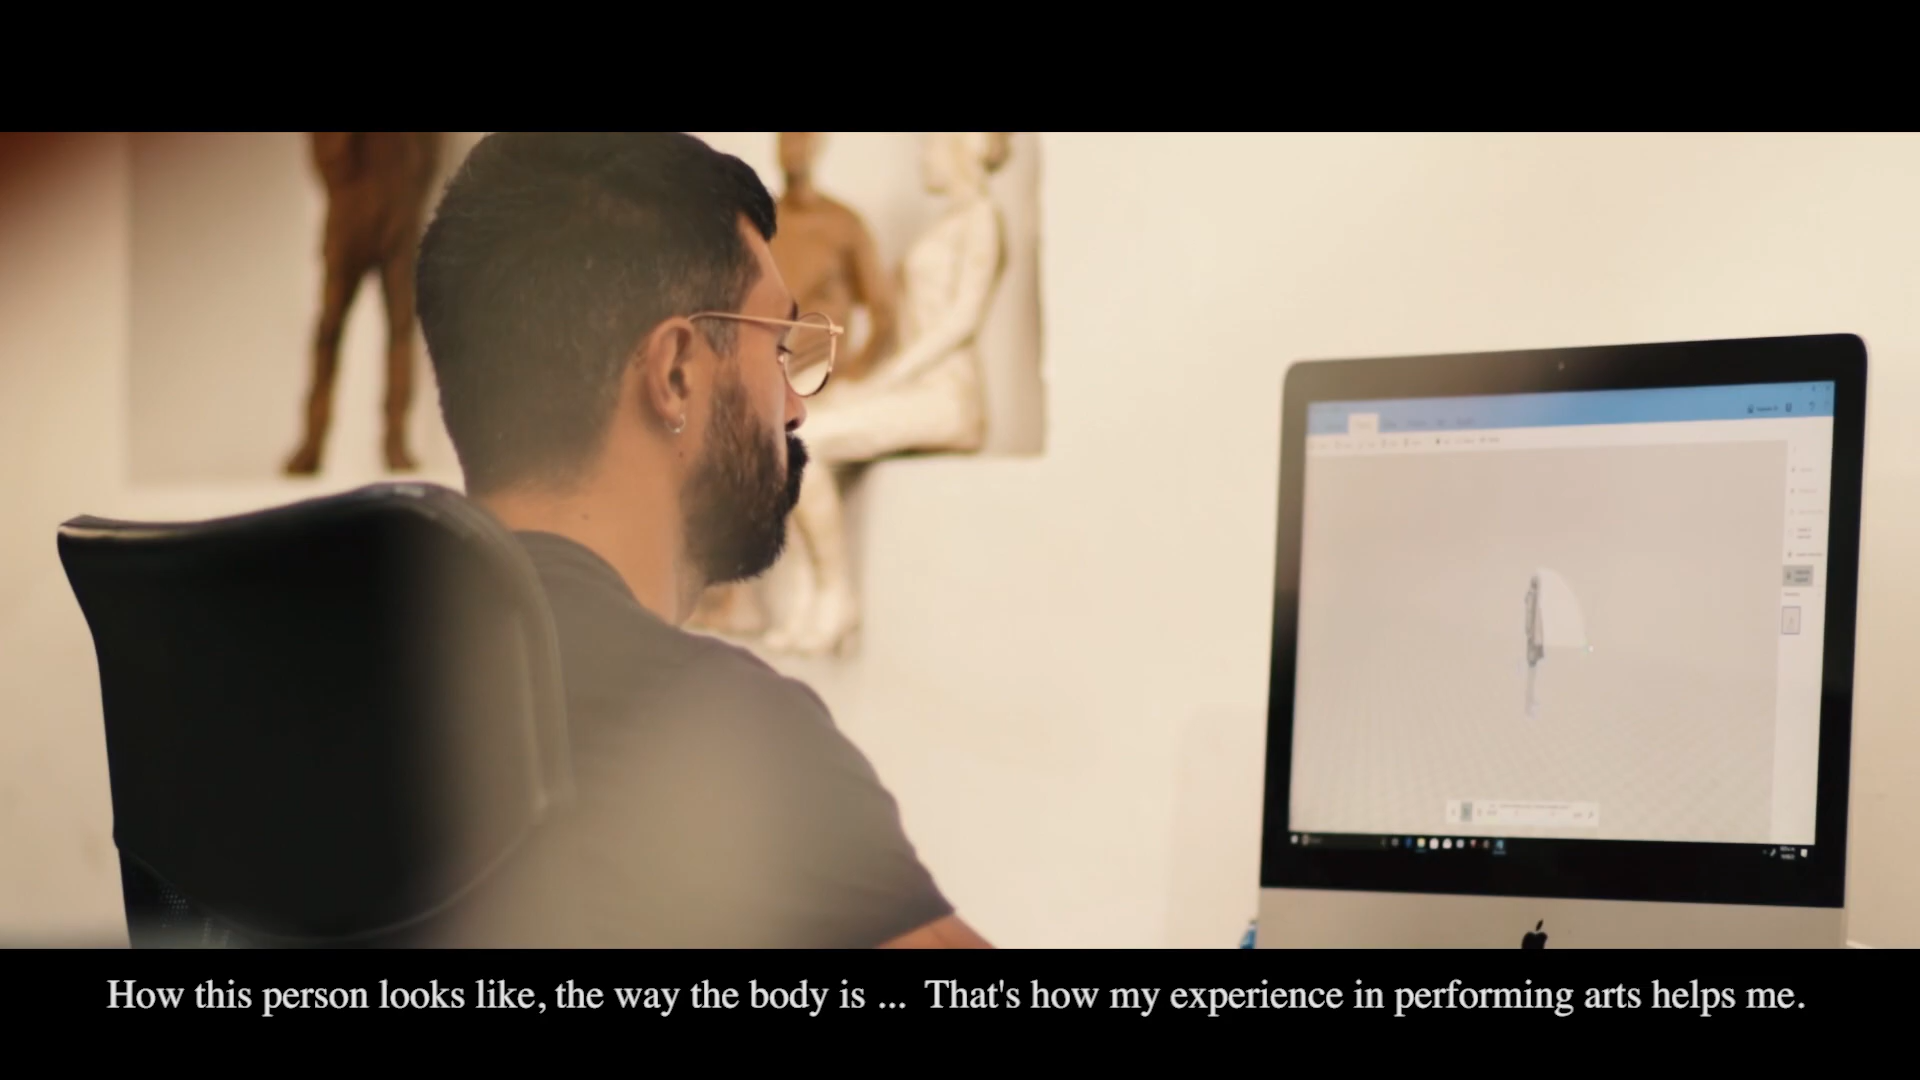 How this person looks like, the way the body is ...  That's how my experience in performing arts helps me.